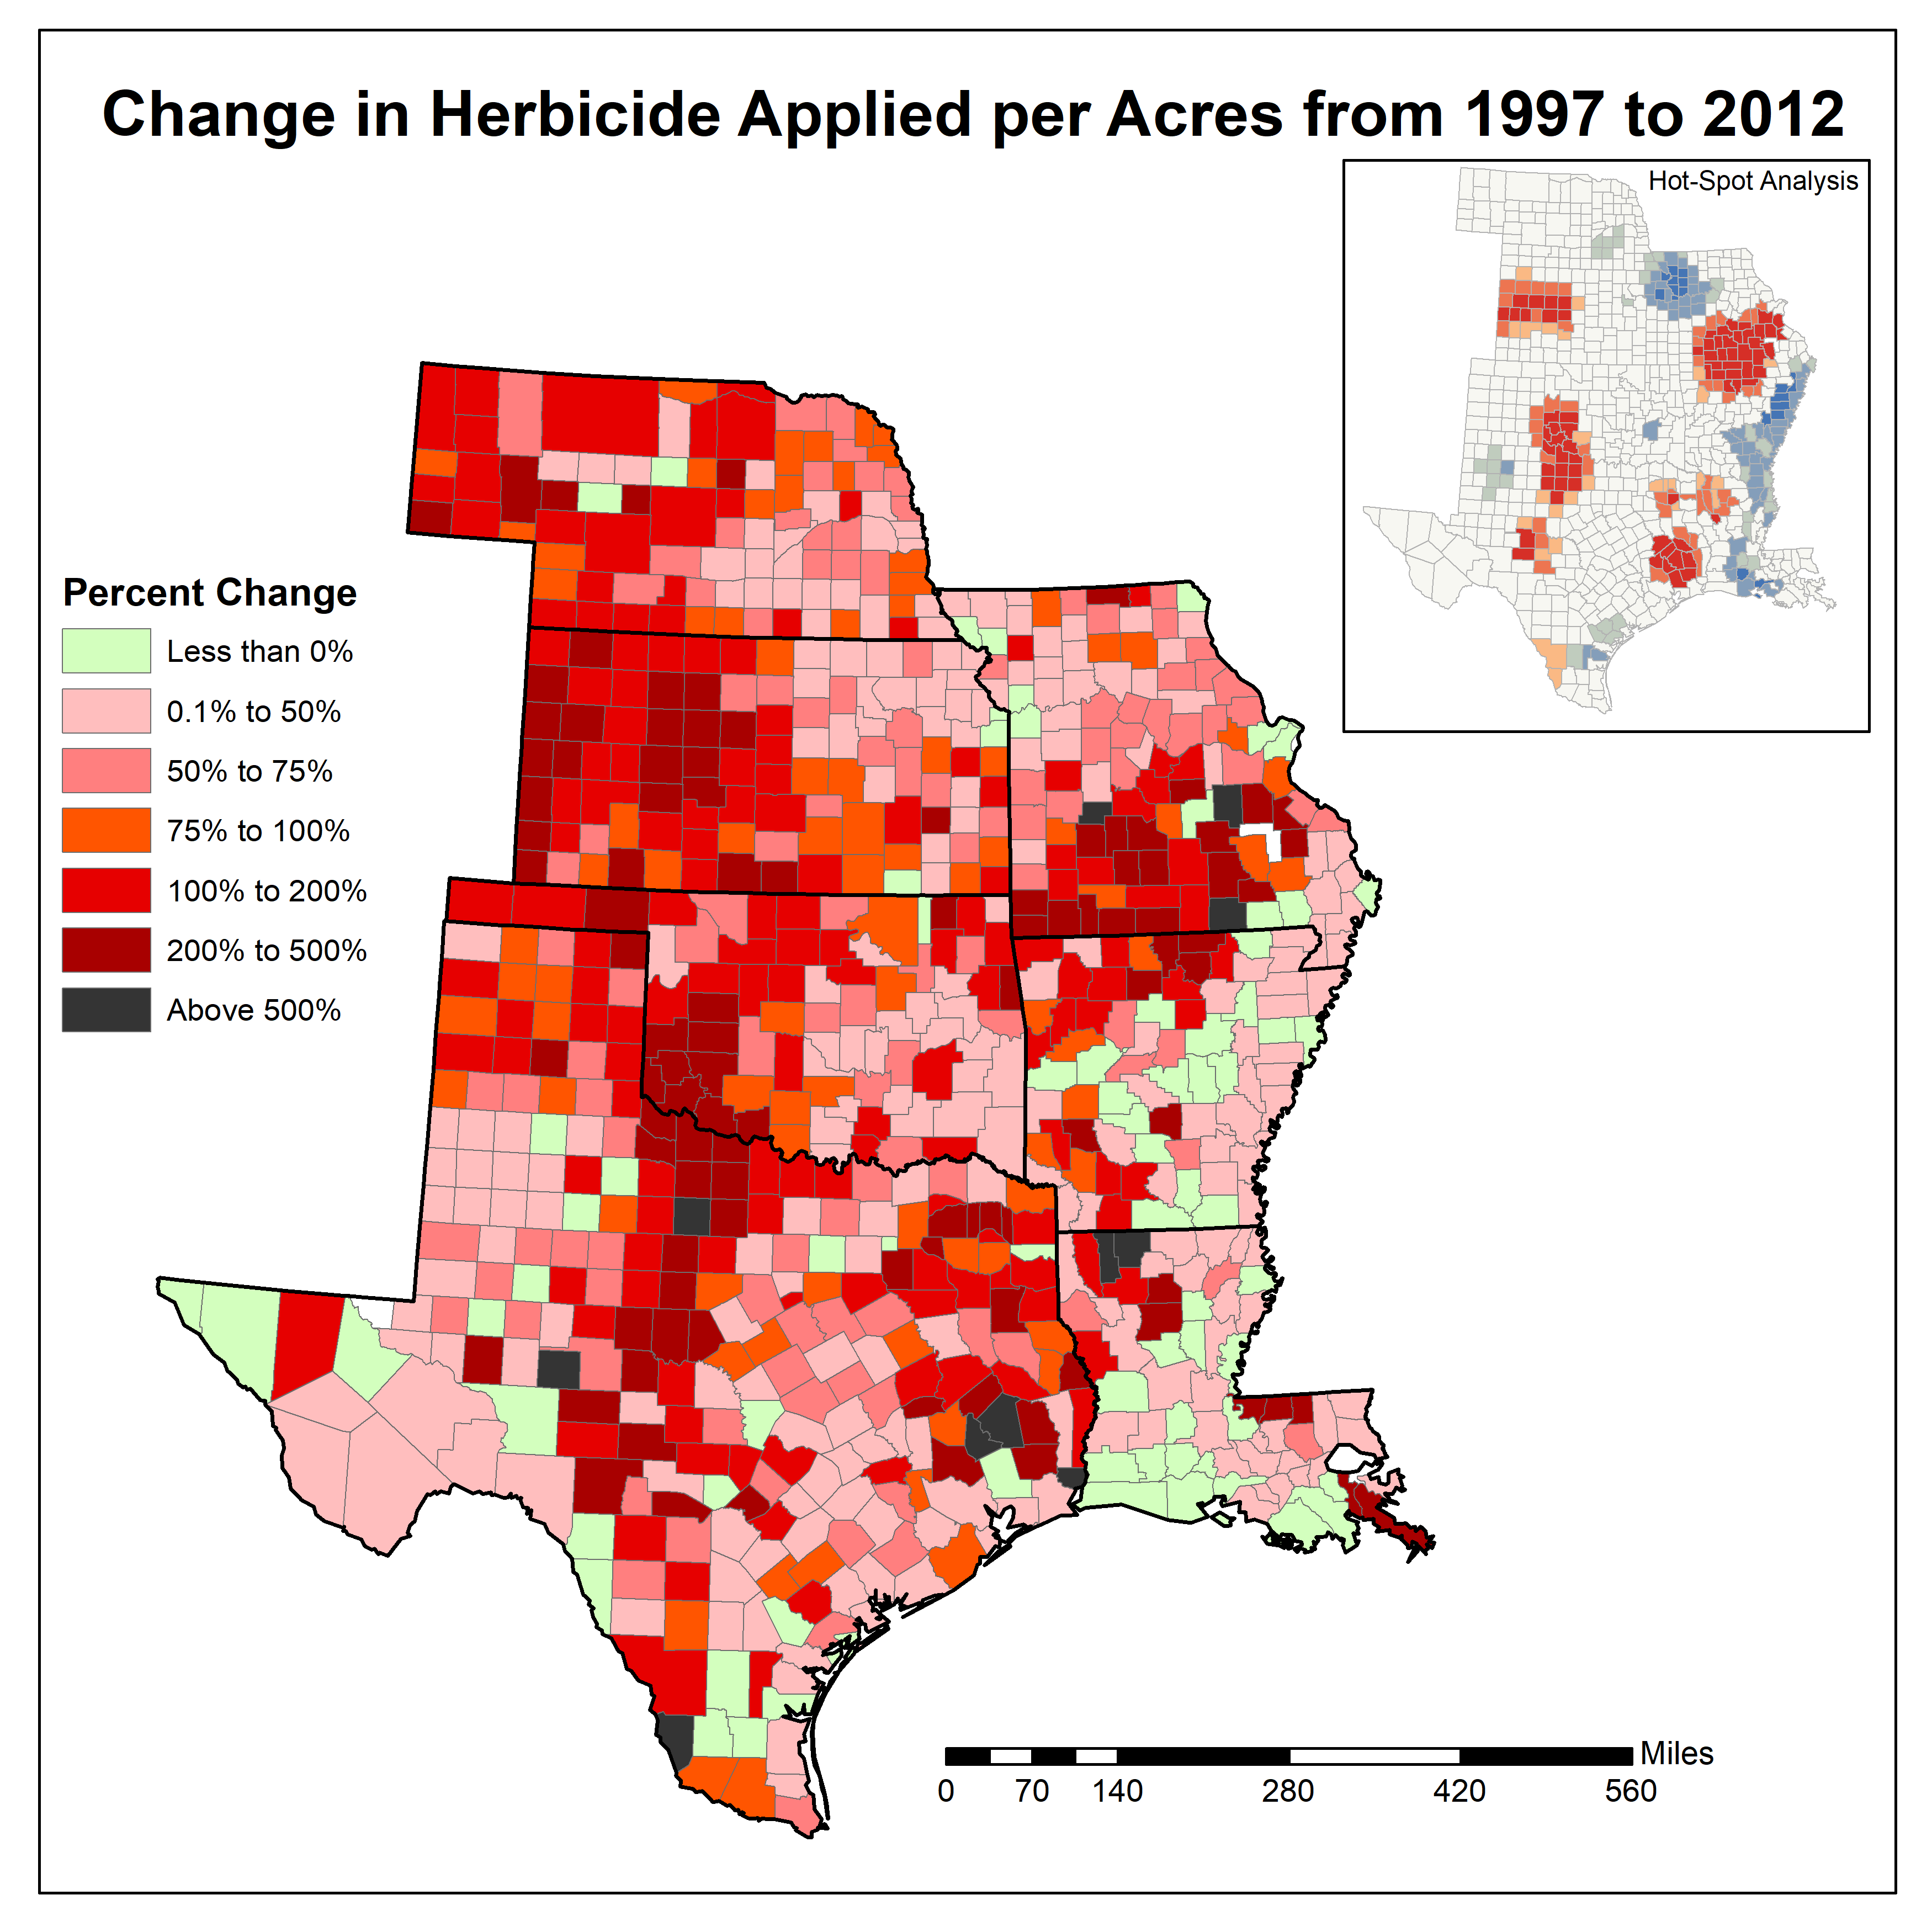 Change in Herbicide Applied per Acres from 1997 to 2012
Hot-Spot Analysis
Percent Change
Less than 0%
0.1% to 50%
50% to 75%
75% to 100%
100% to 200%
200% to 500%
Above 500%
Miles
0 70 140 280 420 560